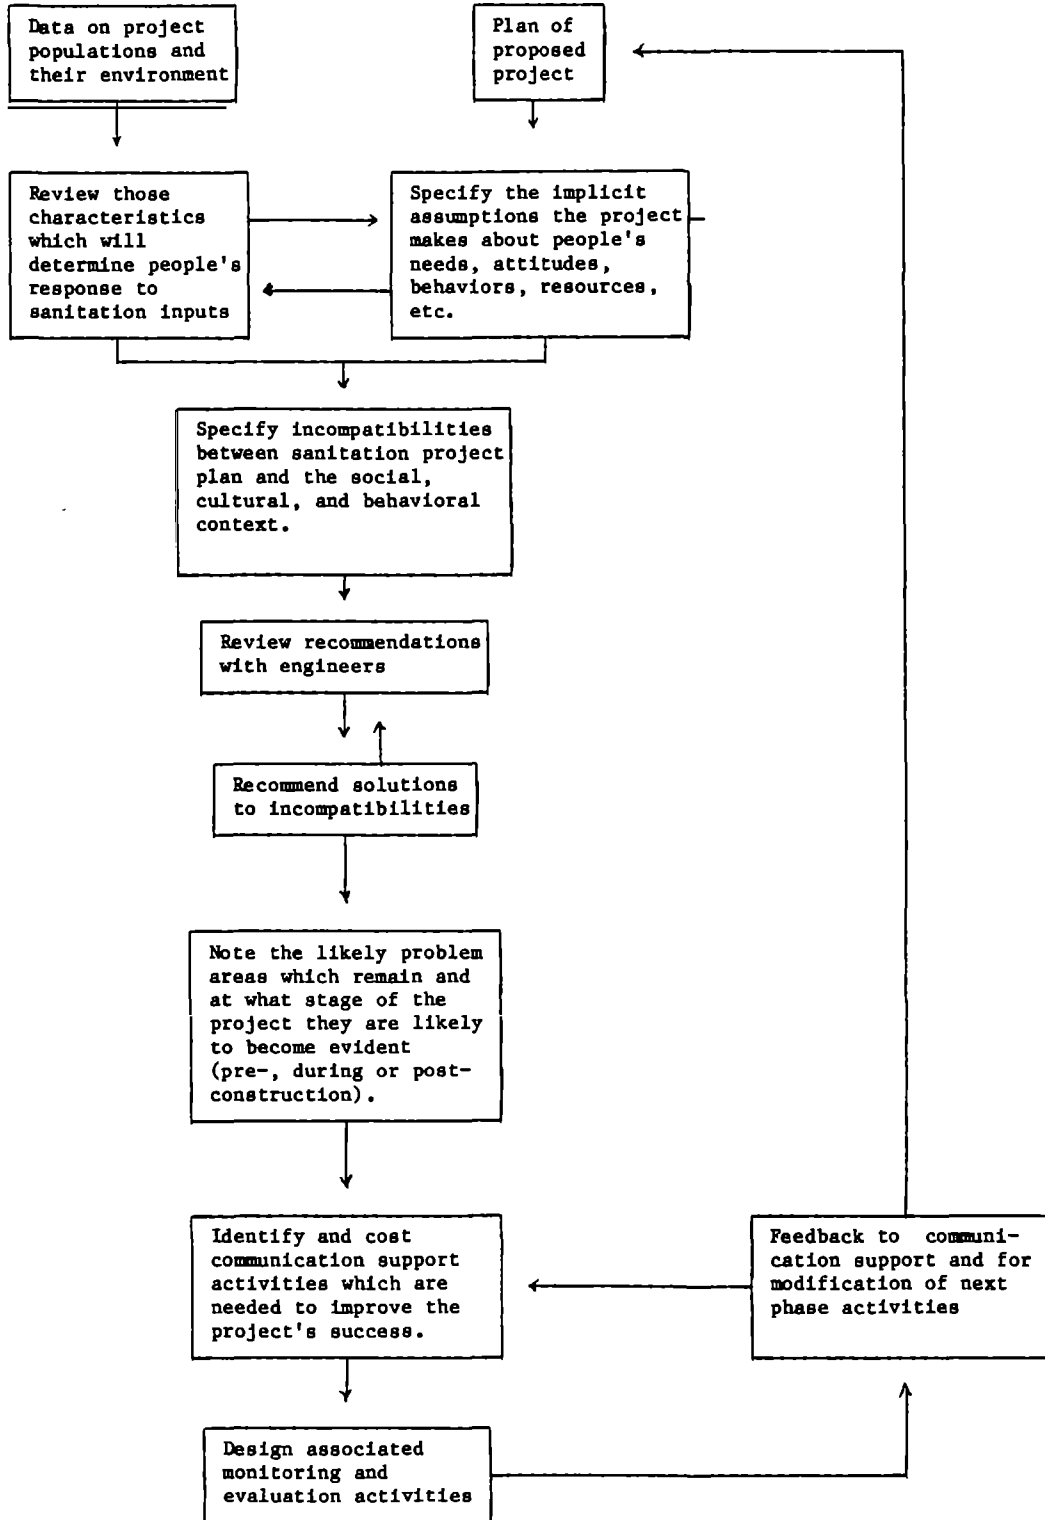 Data on project
populations and
their environment
Plan of
proposed
project
Review those
characteristics
which will
determine people's
response to
sanitation inputs
Specify the implicit
assumptions the project
makes about people's
needs, attitudes,
behaviors, resources,
etc.
Specify incompatibilities
between sanitation project
plan and the social,
cultural, and behavioral
context.
Review recommendations
with engineers
Recommend solutions
to incompatibilities
Note the likely problem
areas which remain and
at what stage of the
project they are likely
to become evident
(pre-, during or post-
construction).
Identify and cost
communication support
activities which are
needed to improve the
project's success.
Feedback to communi-
cation support and for
modification of next
phase activities
Design associated
monitoring and
evaluation activities